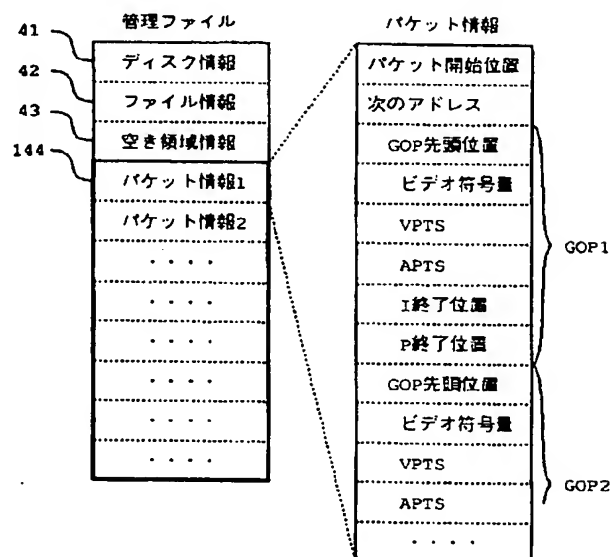 管理ファイル
41
ディスク情報
42
ファイル情報
43
空き領域情報
144
パケット情報1
パケット情報2
・・・・
・・・・
・・・・
・・・・
・・・・
・・・・
パケット情報
パケット開始位置
次のアドレス
GOP先頭位置
ビデオ符号量
VPTS
APTS
I終了位置
P終了位置
GOP1
GOP先頭位置
ビデオ符号量
VPTS
APTS
・・・・
GOP2